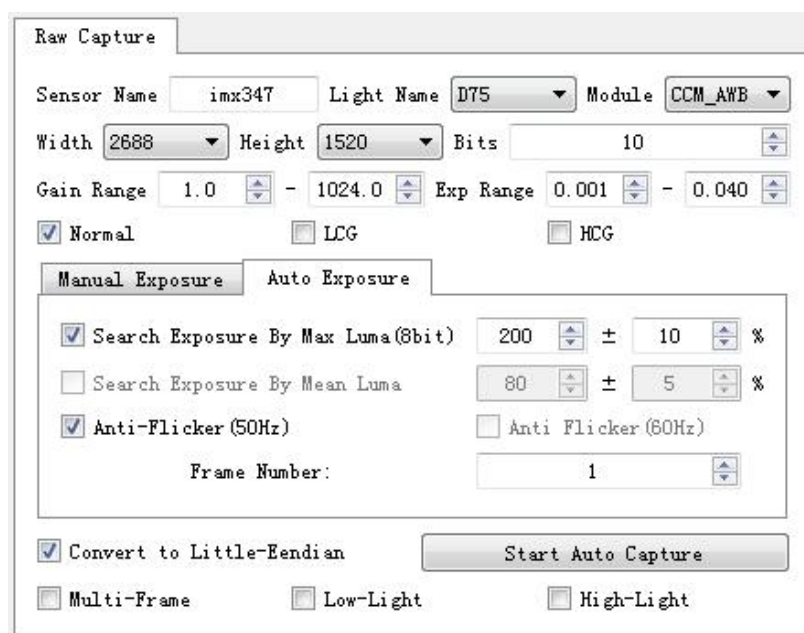 Raw Capture
Sensor Name imx347 Light Name D75 Module CCM_AWB
Width 2688 Height 1520 Bits 10
Gain Range 1.0 - 1024.0 Exp Range 0.001 - 0.040
Normal LCG HCG
Manual Exposure Auto Exposure
Search Exposure By Max Luma(8bit) 200 ± 10 %
Search Exposure By Mean Luma 80 ± 5 %
Anti-Flicker(50Hz) Anti Flicker(60Hz)
Frame Number: 1
Convert to Little-Eendian Start Auto Capture
Multi-Frame Low-Light High-Light